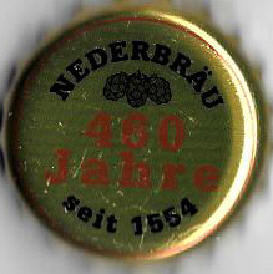 NEDERBRÄU
460
Jahre
seit 1554